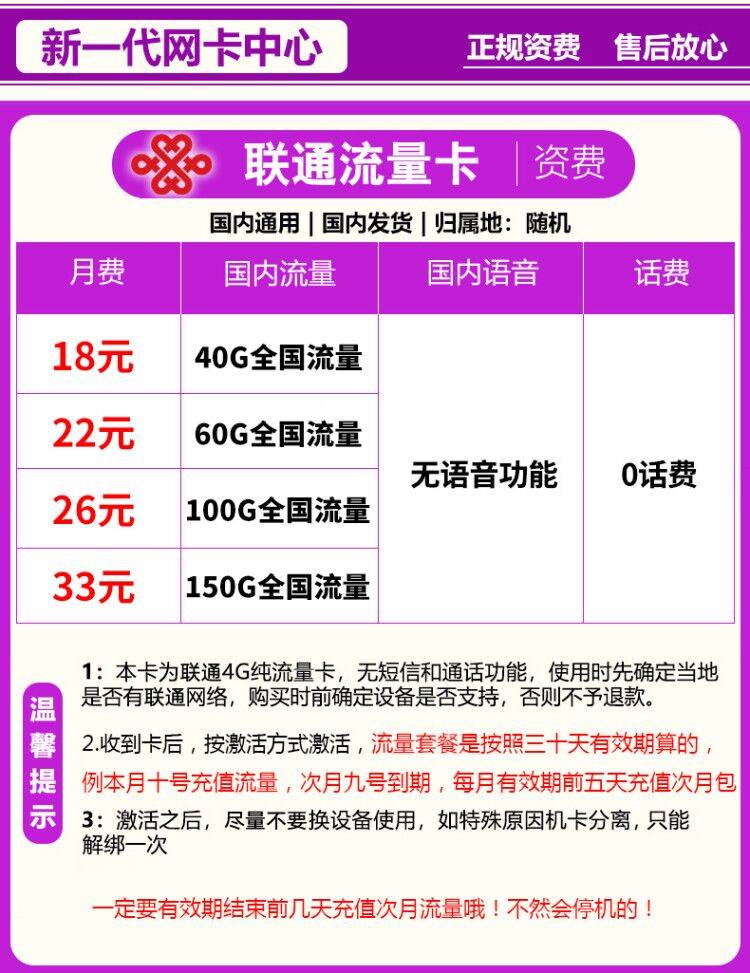 新一代网卡中心
正规资费 售后放心
联通流量卡 资费
国内通用 | 国内发货 | 归属地：随机
月费 国内流量 国内语音 话费
18元 40G全国流量
22元 60G全国流量
26元 100G全国流量
33元 150G全国流量
无语音功能 0话费
温馨提示
1：本卡为联通4G纯流量卡，无短信和通话功能，使用时先确定当地
是否有联通网络，购买时前确定设备是否支持，否则不予退款。
2.收到卡后，按激活方式激活，流量套餐是按照三十天有效期算的，
例本月十号充值流量，次月九号到期，每月有效期前五天充值次月包
3：激活之后，尽量不要换设备使用，如特殊原因机卡分离，只能
解绑一次
一定要有效期结束前几天充值次月流量哦！不然会停机的！